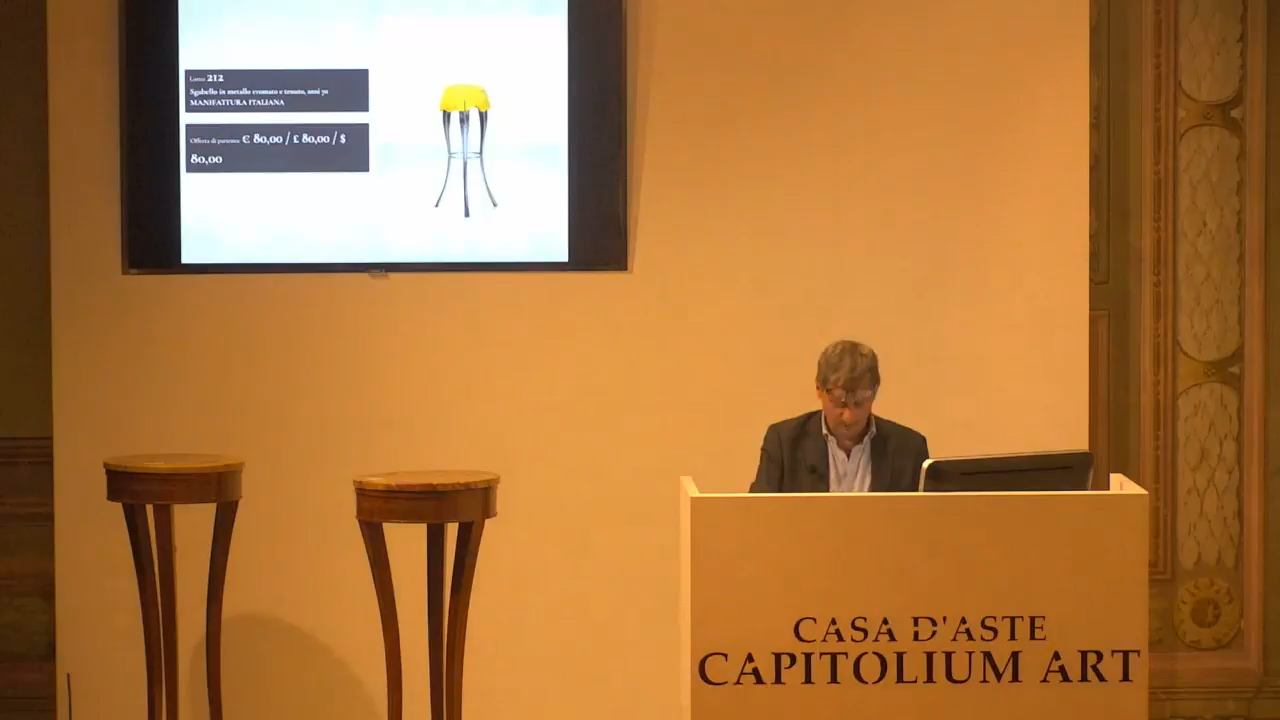 Lotto: 212
Sgabello in metallo cromato e tessuto, anni 70
MANIFATTURA ITALIANA
Offerta di partenza: € 80,00 / £ 80,00 / $
80,00
CASA D'ASTE
CAPITOLIUM ART